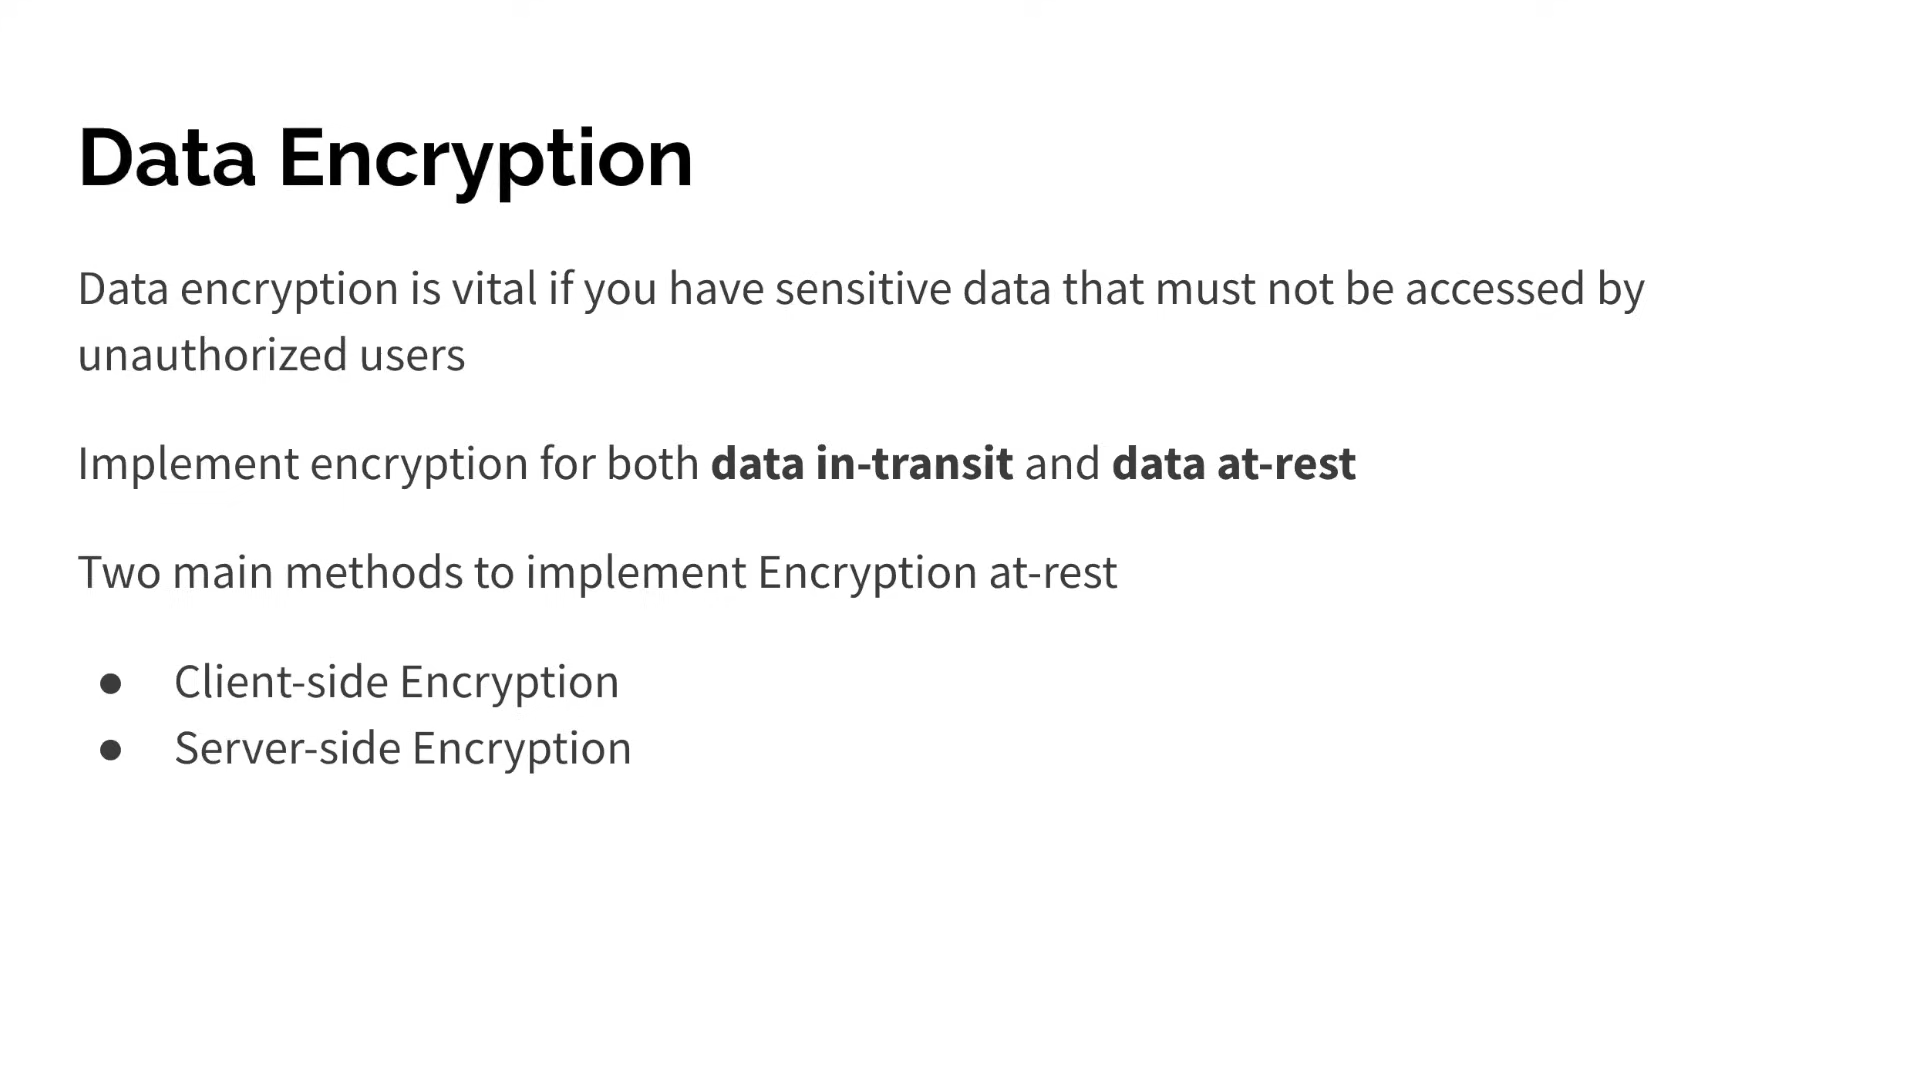 Data Encryption
Data encryption is vital if you have sensitive data that must not be accessed by
unauthorized users
Implement encryption for both data in-transit and data at-rest
Two main methods to implement Encryption at-rest
● Client-side Encryption
● Server-side Encryption